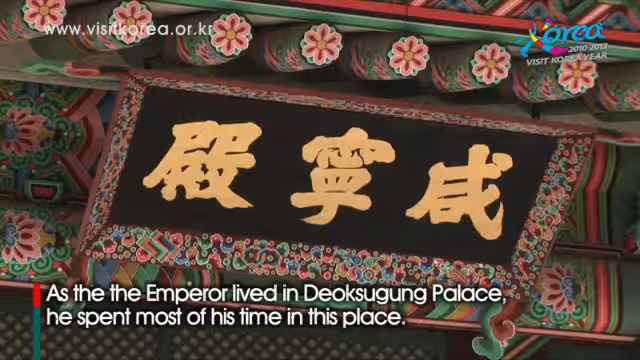 www.visitkorea.or.kr
Korea
2010-2012
VISIT KOREA YEAR
咸寧殿
As the the Emperor lived in Deoksugung Palace,
he spent most of his time in this place.